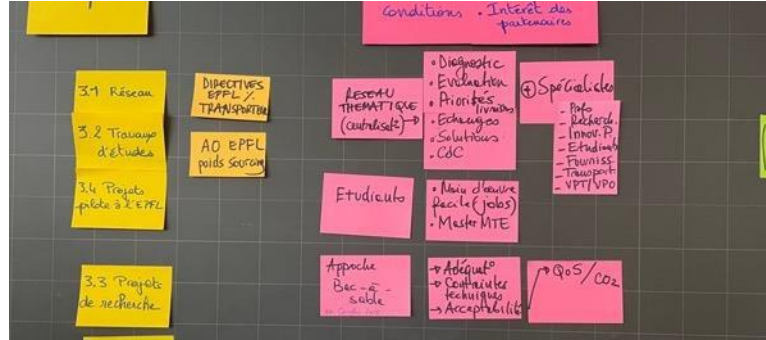 conditions . Intérêt des
partenaires
3.1 Réseau
3.2 Travaux
d'études
3.4 Projets
pilote à l'EPFL
3.3 Projets
de recherche
DIRECTIVES
EPFL %
TRANSPORTEUR
AO EPFL
poids sourcing
RESEAU
THEMATIQUE
(centralisé) →
• Diagnostic
• Evaluation
• Priorités
livraisons
• Echanges
• Solutions
• CdC
⊕ Spécialistes
- Profs
- Recherch.
- Innov. P.
- Etudiants
- Fourniss
- Transport
- VPT/VPO
Etudiants
• Main d'œuvre
facile (jobs)
• Master MTE
Approche
Bac-à-
sable
→ Adéquat°
→ Contraintes
techniques
→ Acceptabilité
→ QoS/CO2